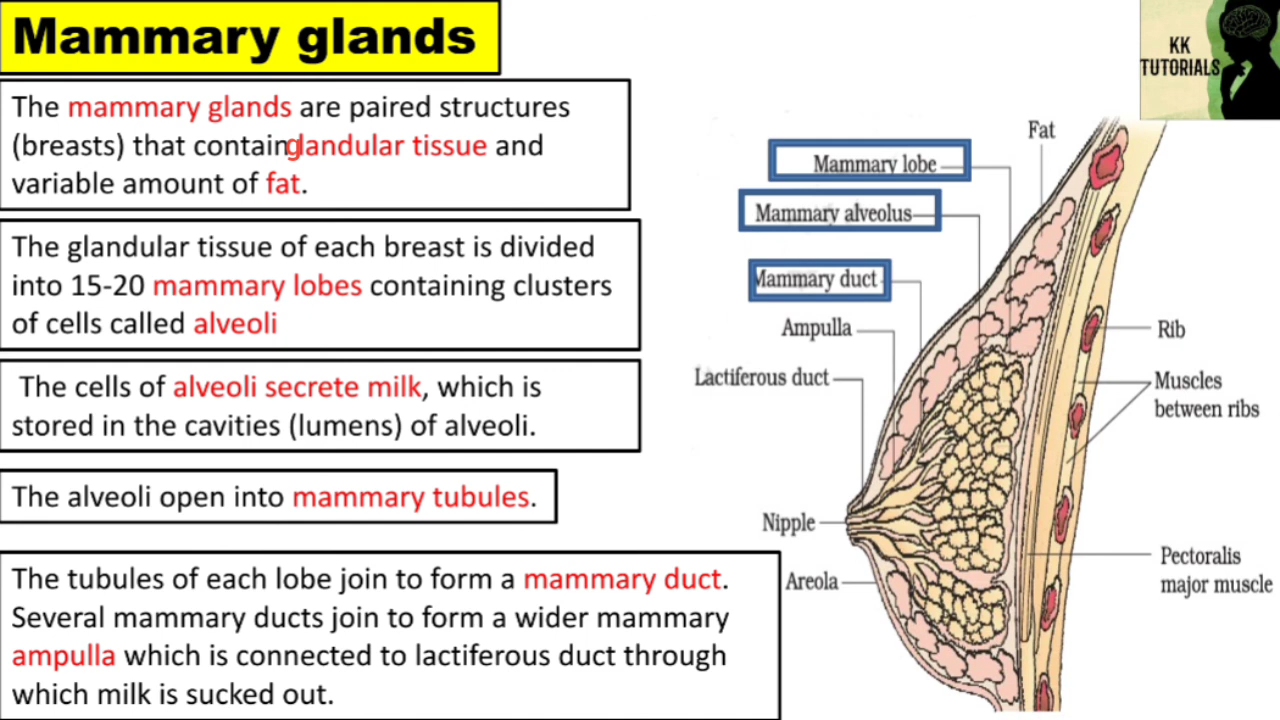 Mammary glands
KK
TUTORIALS
The mammary glands are paired structures
(breasts) that contain glandular tissue and
variable amount of fat.
The glandular tissue of each breast is divided
into 15-20 mammary lobes containing clusters
of cells called alveoli
The cells of alveoli secrete milk, which is
stored in the cavities (lumens) of alveoli.
The alveoli open into mammary tubules.
The tubules of each lobe join to form a mammary duct.
Several mammary ducts join to form a wider mammary
ampulla which is connected to lactiferous duct through
which milk is sucked out.
Fat
Mammary lobe
Mammary alveolus
Mammary duct
Ampulla
Lactiferous duct
Nipple
Areola
Rib
Muscles
between ribs
Pectoralis
major muscle